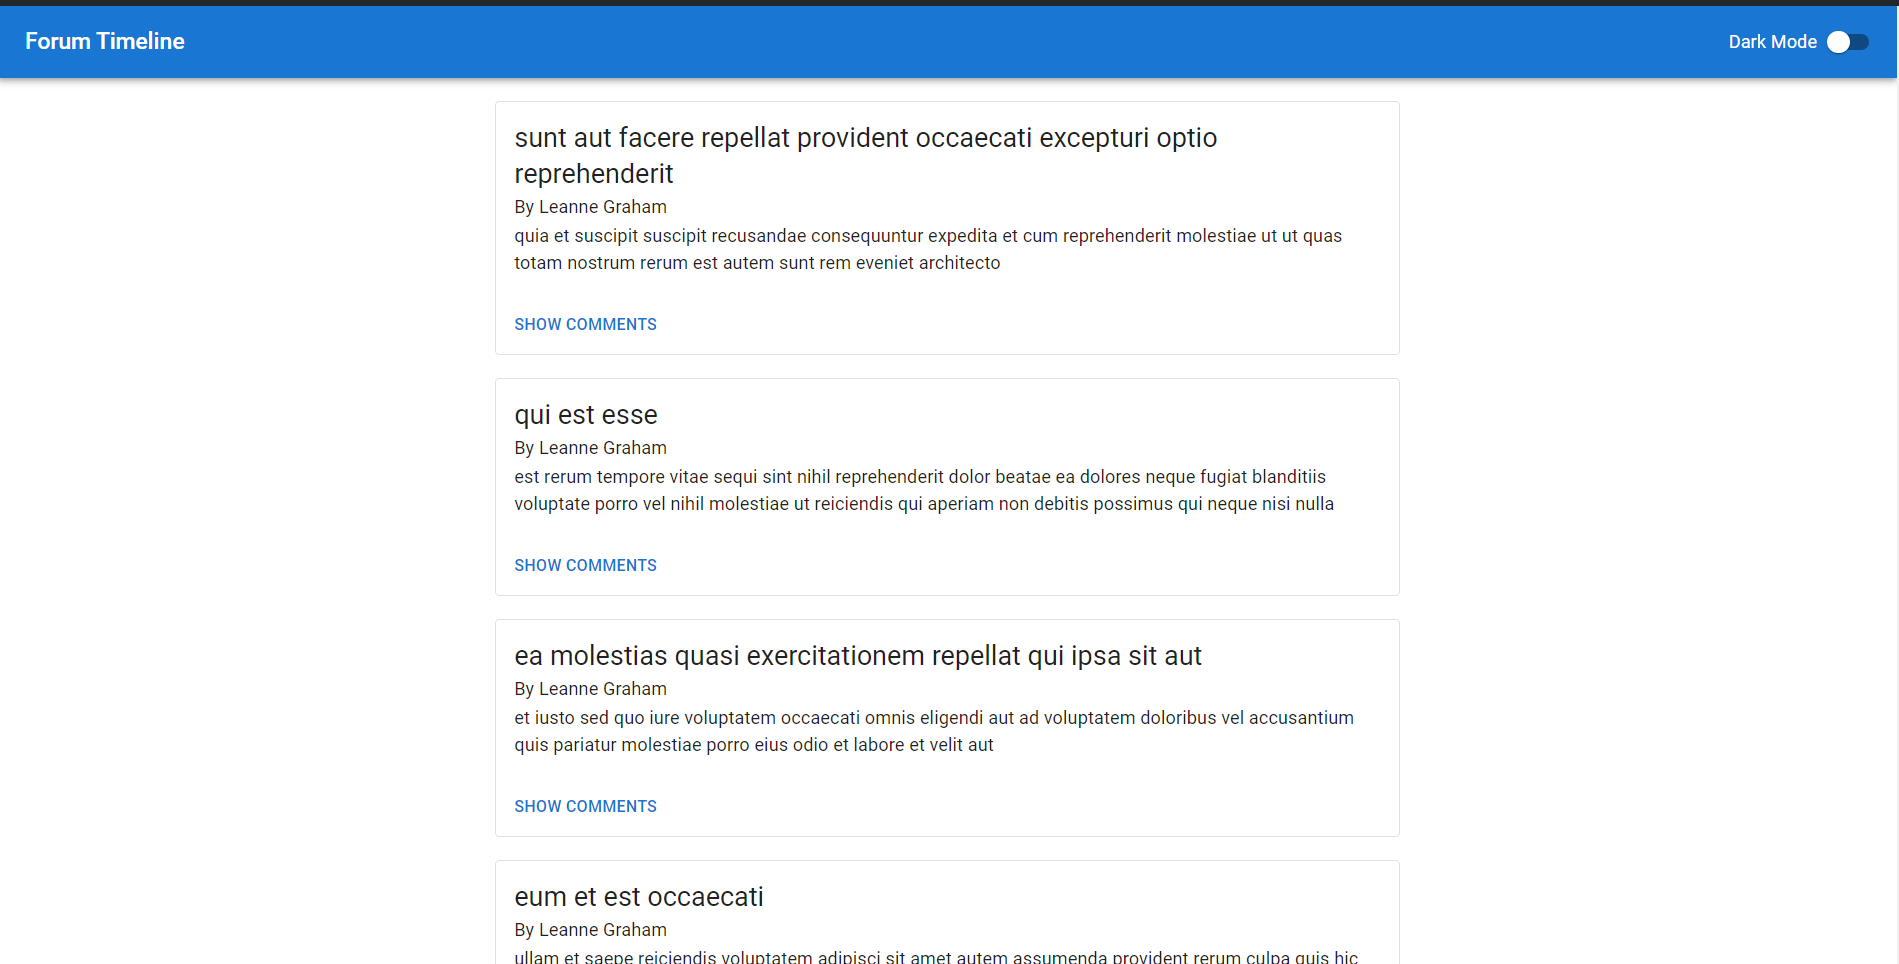 Forum Timeline
Dark Mode
sunt aut facere repellat provident occaecati excepturi optio
reprehenderit
By Leanne Graham
quia et suscipit suscipit recusandae consequuntur expedita et cum reprehenderit molestiae ut ut quas
totam nostrum rerum est autem sunt rem eveniet architecto
SHOW COMMENTS
qui est esse
By Leanne Graham
est rerum tempore vitae sequi sint nihil reprehenderit dolor beatae ea dolores neque fugiat blanditiis
voluptate porro vel nihil molestiae ut reiciendis qui aperiam non debitis possimus qui neque nisi nulla
SHOW COMMENTS
ea molestias quasi exercitationem repellat qui ipsa sit aut
By Leanne Graham
et iusto sed quo iure voluptatem occaecati omnis eligendi aut ad voluptatem doloribus vel accusantium
quis pariatur molestiae porro eius odio et labore et velit aut
SHOW COMMENTS
eum et est occaecati
By Leanne Graham
ullam et saepe reiciendis voluptatem adipisci sit amet autem assumenda provident rerum culpa quis hic